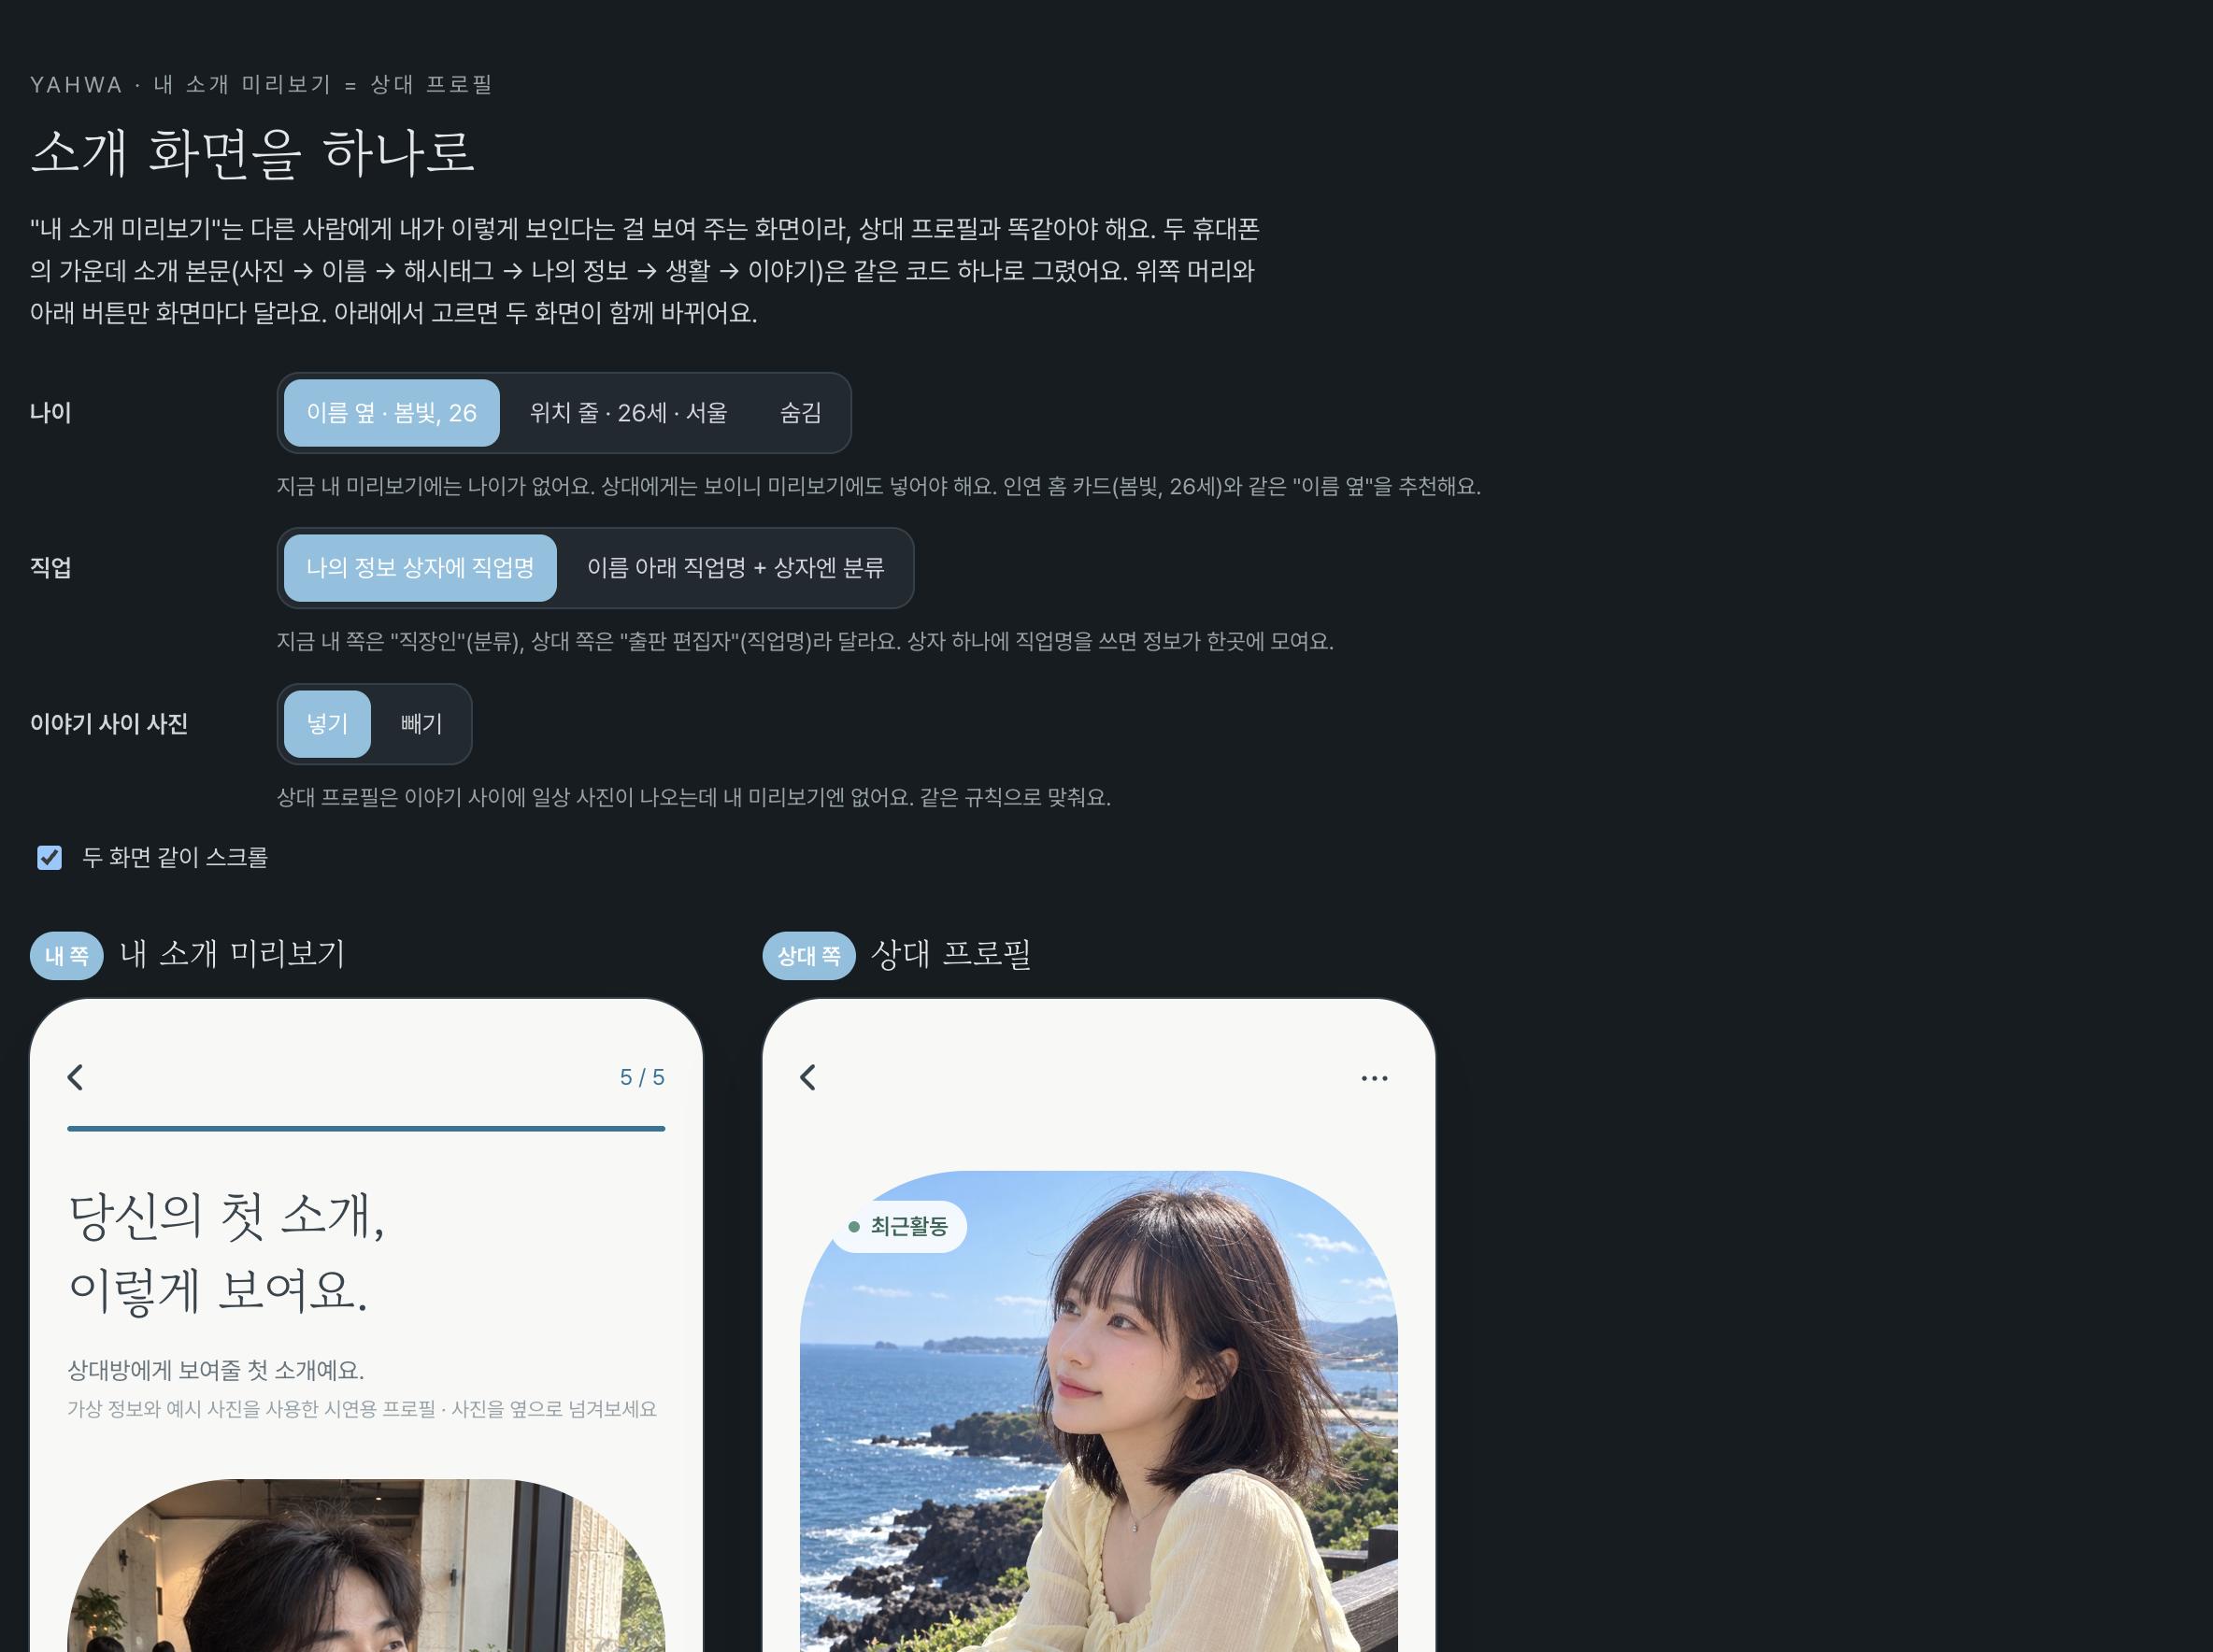 YAHWA · 내 소개 미리보기 = 상대 프로필
소개 화면을 하나로
"내 소개 미리보기"는 다른 사람에게 내가 이렇게 보인다는 걸 보여 주는 화면이라, 상대 프로필과 똑같아야 해요. 두 휴대폰
의 가운데 소개 본문(사진 → 이름 → 해시태그 → 나의 정보 → 생활 → 이야기)은 같은 코드 하나로 그렸어요. 위쪽 머리와
아래 버튼만 화면마다 달라요. 아래에서 고르면 두 화면이 함께 바뀌어요.
나이
이름 옆 · 봄빛, 26
위치 줄 · 26세 · 서울
숨김
지금 내 미리보기에는 나이가 없어요. 상대에게는 보이니 미리보기에도 넣어야 해요. 인연 홈 카드(봄빛, 26세)와 같은 "이름 옆"을 추천해요.
직업
나의 정보 상자에 직업명
이름 아래 직업명 + 상자엔 분류
지금 내 쪽은 "직장인"(분류), 상대 쪽은 "출판 편집자"(직업명)라 달라요. 상자 하나에 직업명을 쓰면 정보가 한곳에 모여요.
이야기 사이 사진
넣기
빼기
상대 프로필은 이야기 사이에 일상 사진이 나오는데 내 미리보기엔 없어요. 같은 규칙으로 맞춰요.
두 화면 같이 스크롤
내 쪽 내 소개 미리보기
5 / 5
당신의 첫 소개,
이렇게 보여요.
상대방에게 보여줄 첫 소개예요.
가상 정보와 예시 사진을 사용한 시연용 프로필 · 사진을 옆으로 넘겨보세요
상대 쪽 상대 프로필
최근활동